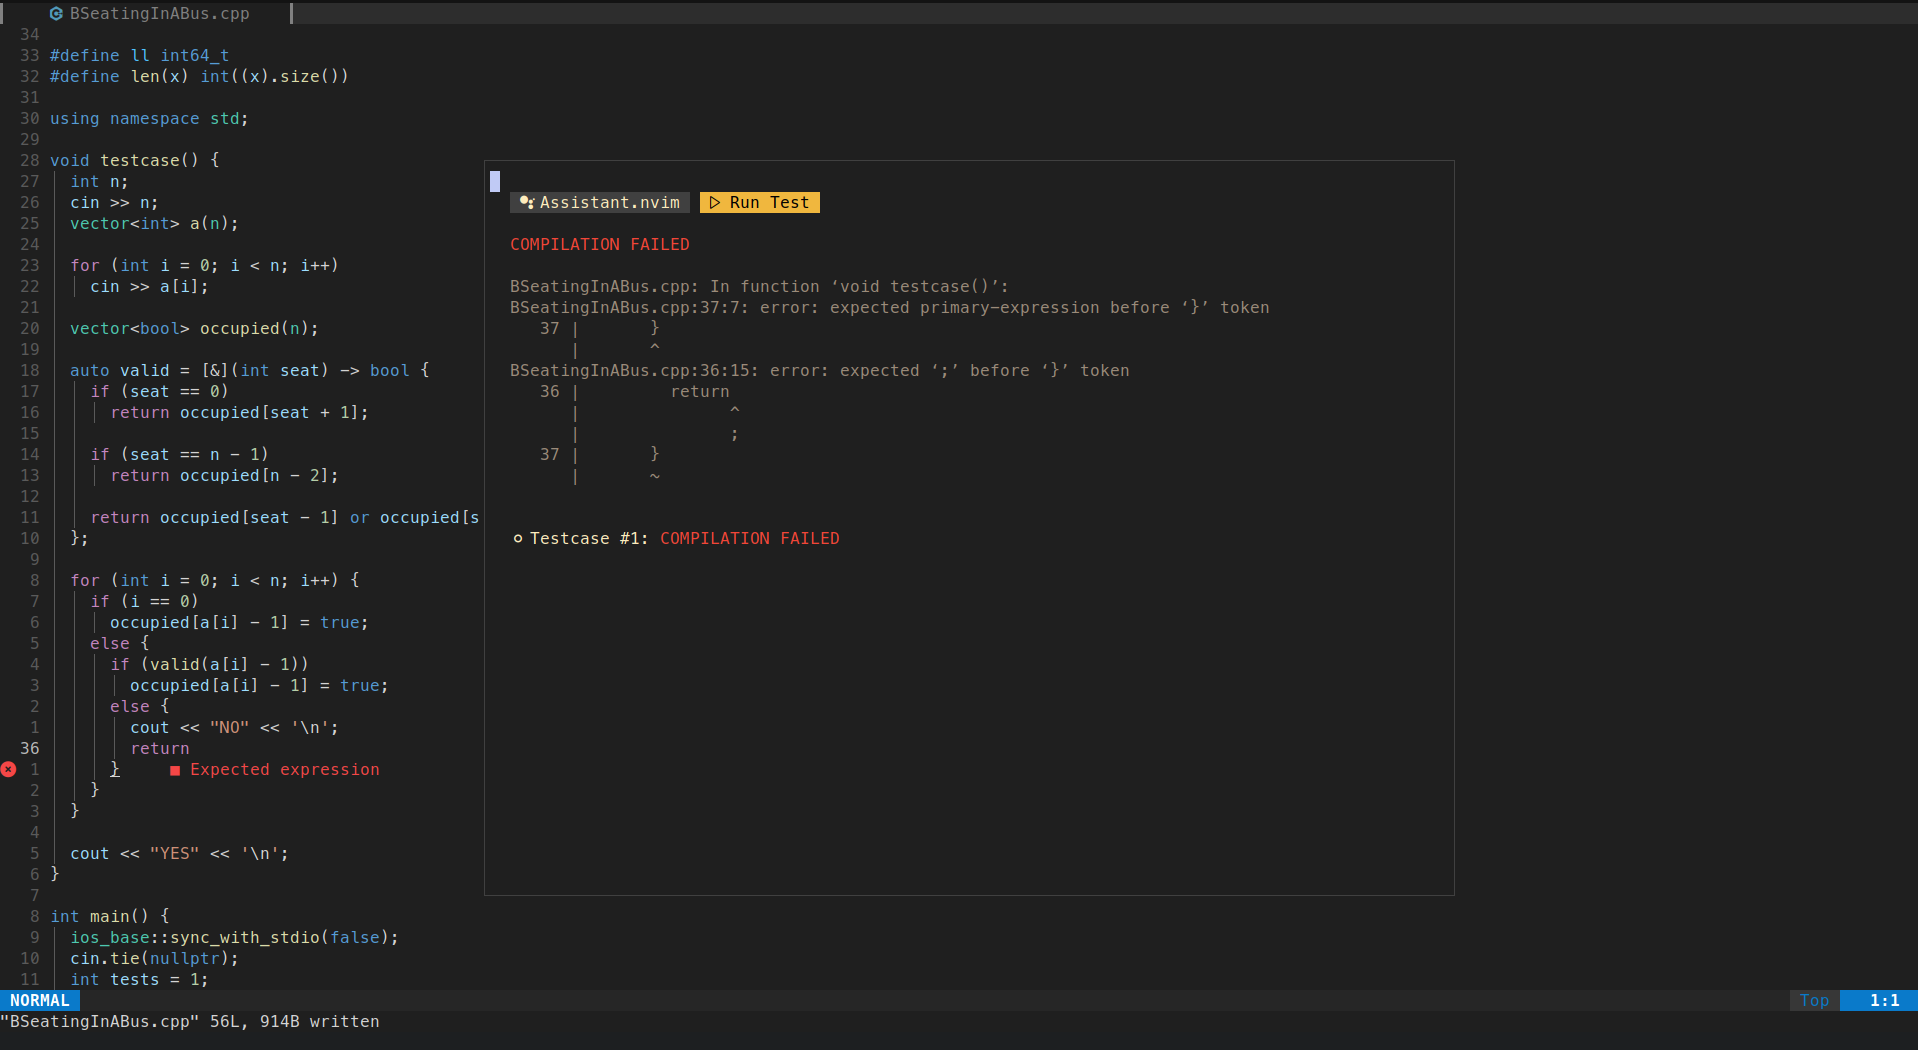 BSeatingInABus.cpp
34
33 #define ll int64_t
32 #define len(x) int((x).size())
31
30 using namespace std;
29
28 void testcase() {
27 int n;
26 cin >> n;
25 vector<int> a(n);
24
23 for (int i = 0; i < n; i++)
22 cin >> a[i];
21
20 vector<bool> occupied(n);
19
18 auto valid = [&](int seat) -> bool {
17 if (seat == 0)
16 return occupied[seat + 1];
15
14 if (seat == n - 1)
13 return occupied[n - 2];
12
11 return occupied[seat - 1] or occupied[s
10 };
9
8 for (int i = 0; i < n; i++) {
7 if (i == 0)
6 occupied[a[i] - 1] = true;
5 else {
4 if (valid(a[i] - 1))
3 occupied[a[i] - 1] = true;
2 else {
1 cout << "NO" << '\n';
36 return
1 } ■ Expected expression
2 }
3 }
4
5 cout << "YES" << '\n';
6 }
7
8 int main() {
9 ios_base::sync_with_stdio(false);
10 cin.tie(nullptr);
11 int tests = 1;
Assistant.nvim Run Test
COMPILATION FAILED
BSeatingInABus.cpp: In function ‘void testcase()’:
BSeatingInABus.cpp:37:7: error: expected primary-expression before ‘}’ token
37 | }
| ^
BSeatingInABus.cpp:36:15: error: expected ‘;’ before ‘}’ token
36 | return
| ^
| ;
37 | }
| ~
Testcase #1: COMPILATION FAILED
NORMAL Top 1:1
"BSeatingInABus.cpp" 56L, 914B written